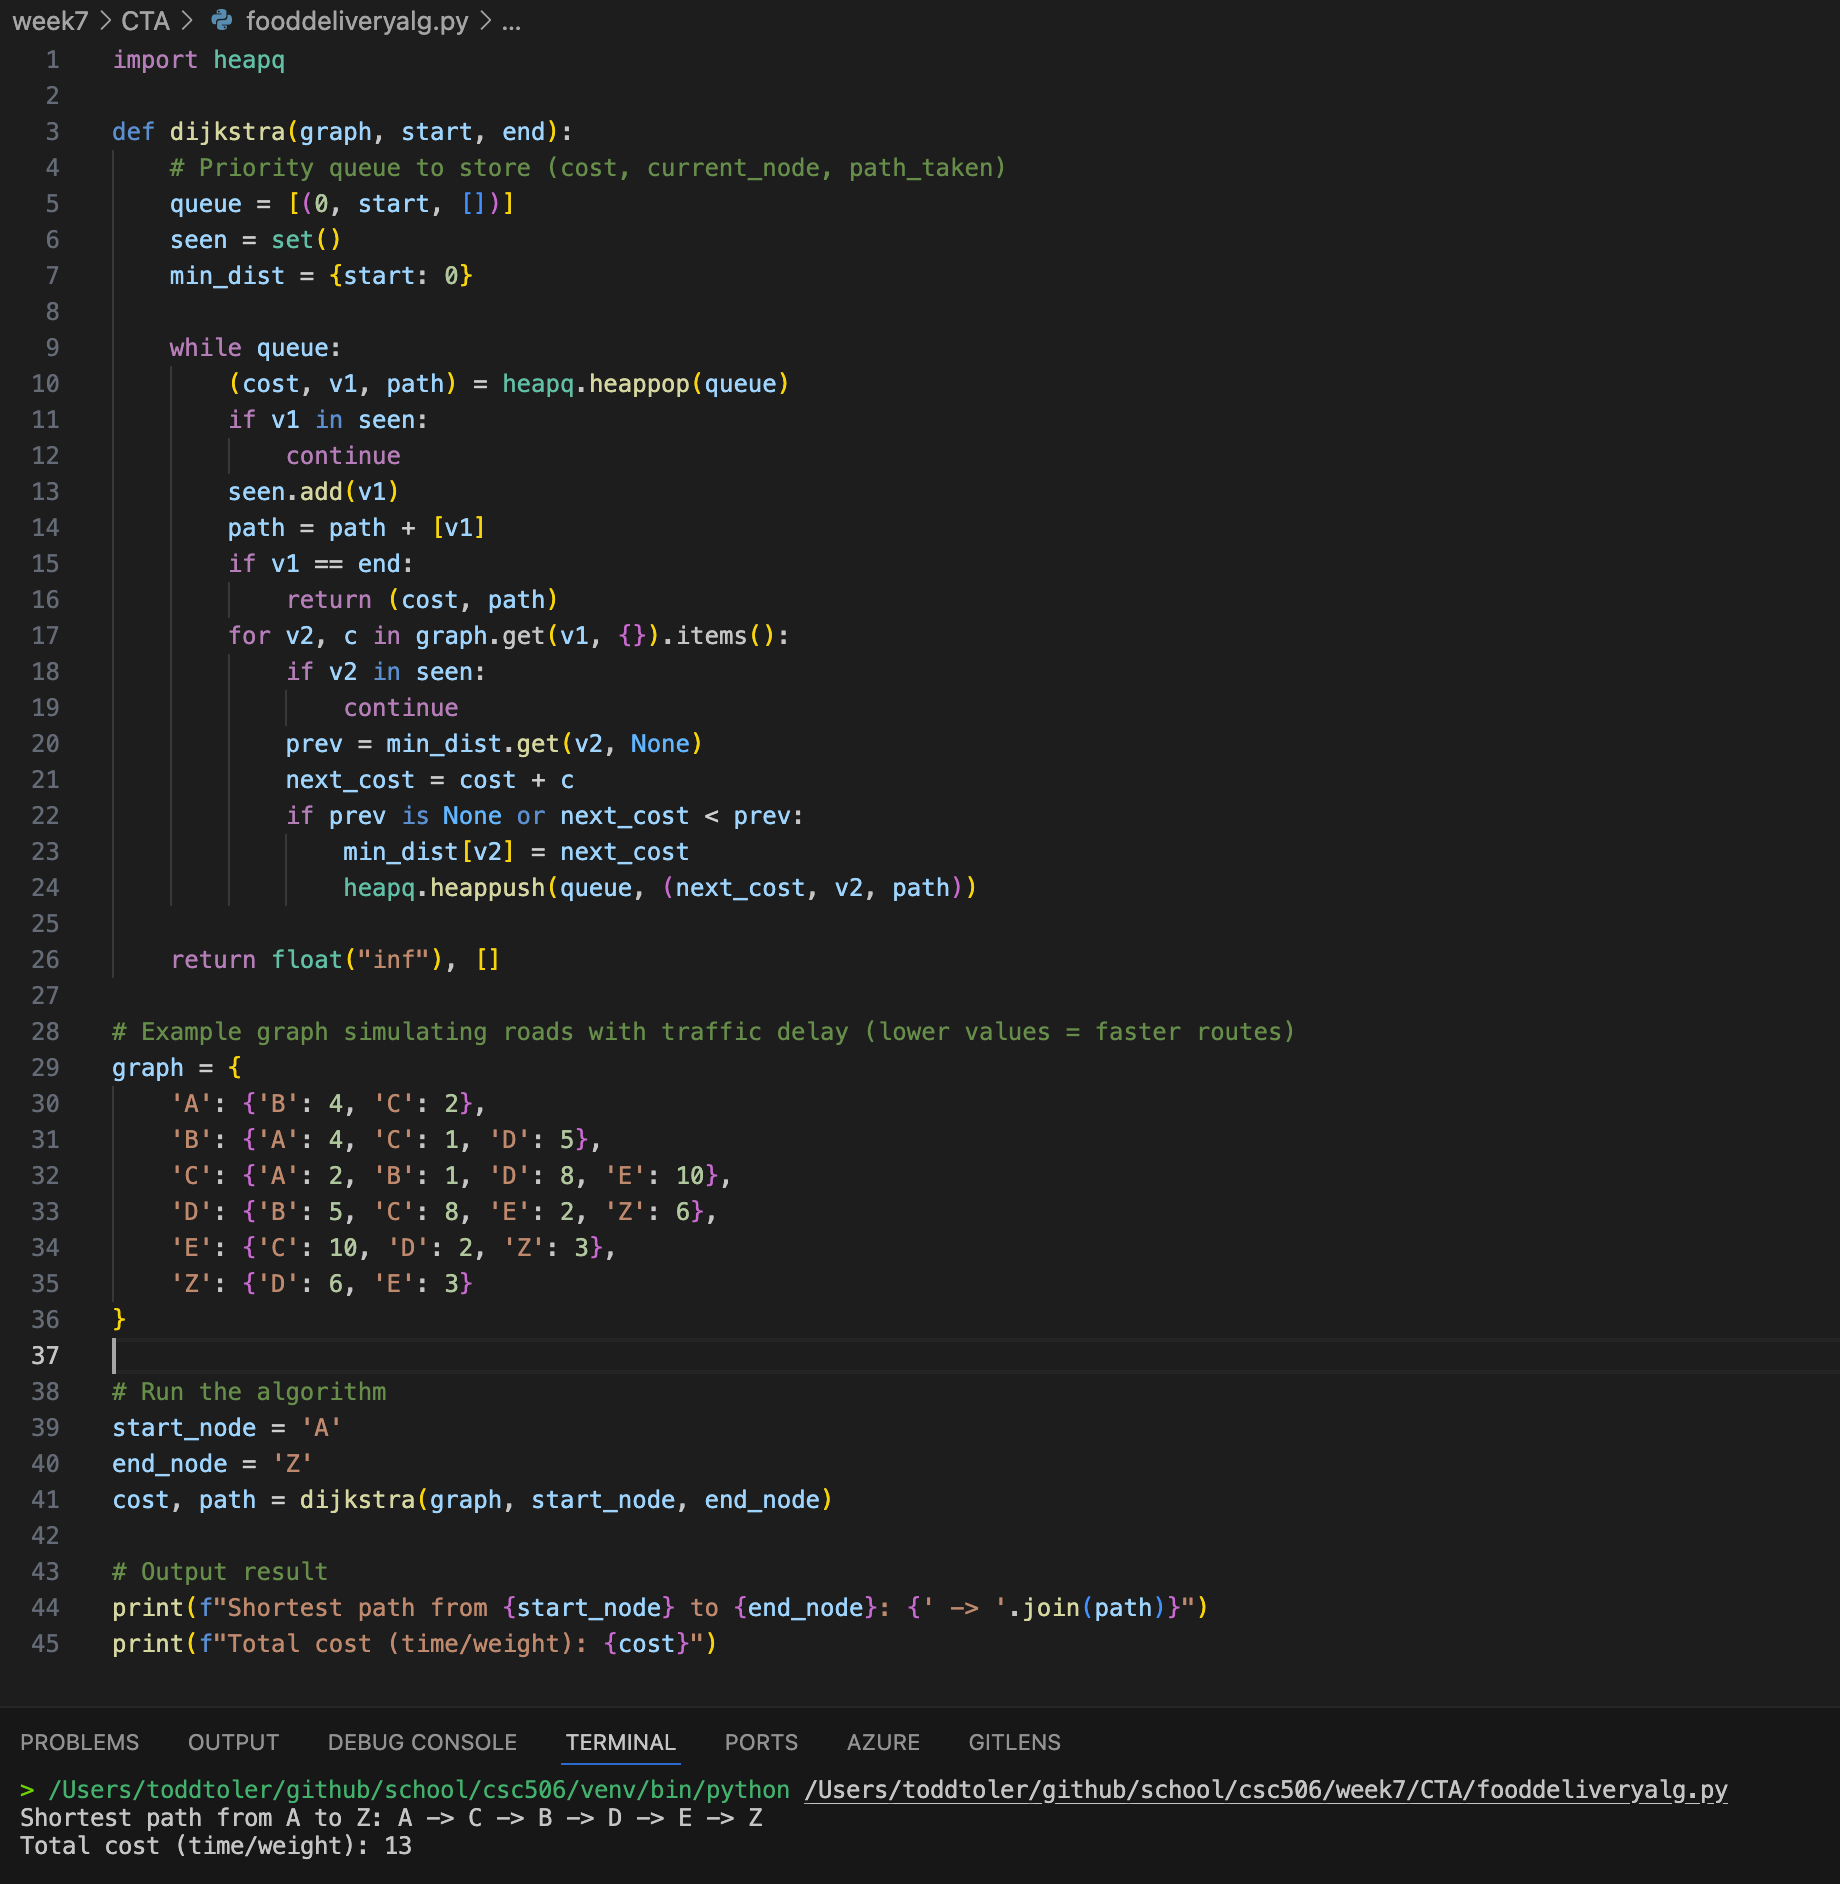 week7 > CTA > fooddeliveryalg.py > ...
1 import heapq
2
3 def dijkstra(graph, start, end):
4     # Priority queue to store (cost, current_node, path_taken)
5     queue = [(0, start, [])]
6     seen = set()
7     min_dist = {start: 0}
8
9     while queue:
10         (cost, v1, path) = heapq.heappop(queue)
11         if v1 in seen:
12             continue
13         seen.add(v1)
14         path = path + [v1]
15         if v1 == end:
16             return (cost, path)
17         for v2, c in graph.get(v1, {}).items():
18             if v2 in seen:
19                 continue
20             prev = min_dist.get(v2, None)
21             next_cost = cost + c
22             if prev is None or next_cost < prev:
23                 min_dist[v2] = next_cost
24                 heapq.heappush(queue, (next_cost, v2, path))
25
26     return float("inf"), []
27
28 # Example graph simulating roads with traffic delay (lower values = faster routes)
29 graph = {
30     'A': {'B': 4, 'C': 2},
31     'B': {'A': 4, 'C': 1, 'D': 5},
32     'C': {'A': 2, 'B': 1, 'D': 8, 'E': 10},
33     'D': {'B': 5, 'C': 8, 'E': 2, 'Z': 6},
34     'E': {'C': 10, 'D': 2, 'Z': 3},
35     'Z': {'D': 6, 'E': 3}
36 }
37
38 # Run the algorithm
39 start_node = 'A'
40 end_node = 'Z'
41 cost, path = dijkstra(graph, start_node, end_node)
42
43 # Output result
44 print(f"Shortest path from {start_node} to {end_node}: {' -> '.join(path)}")
45 print(f"Total cost (time/weight): {cost}")
PROBLEMS OUTPUT DEBUG CONSOLE TERMINAL PORTS AZURE GITLENS
> /Users/toddtoler/github/school/csc506/venv/bin/python /Users/toddtoler/github/school/csc506/week7/CTA/fooddeliveryalg.py
Shortest path from A to Z: A -> C -> B -> D -> E -> Z
Total cost (time/weight): 13